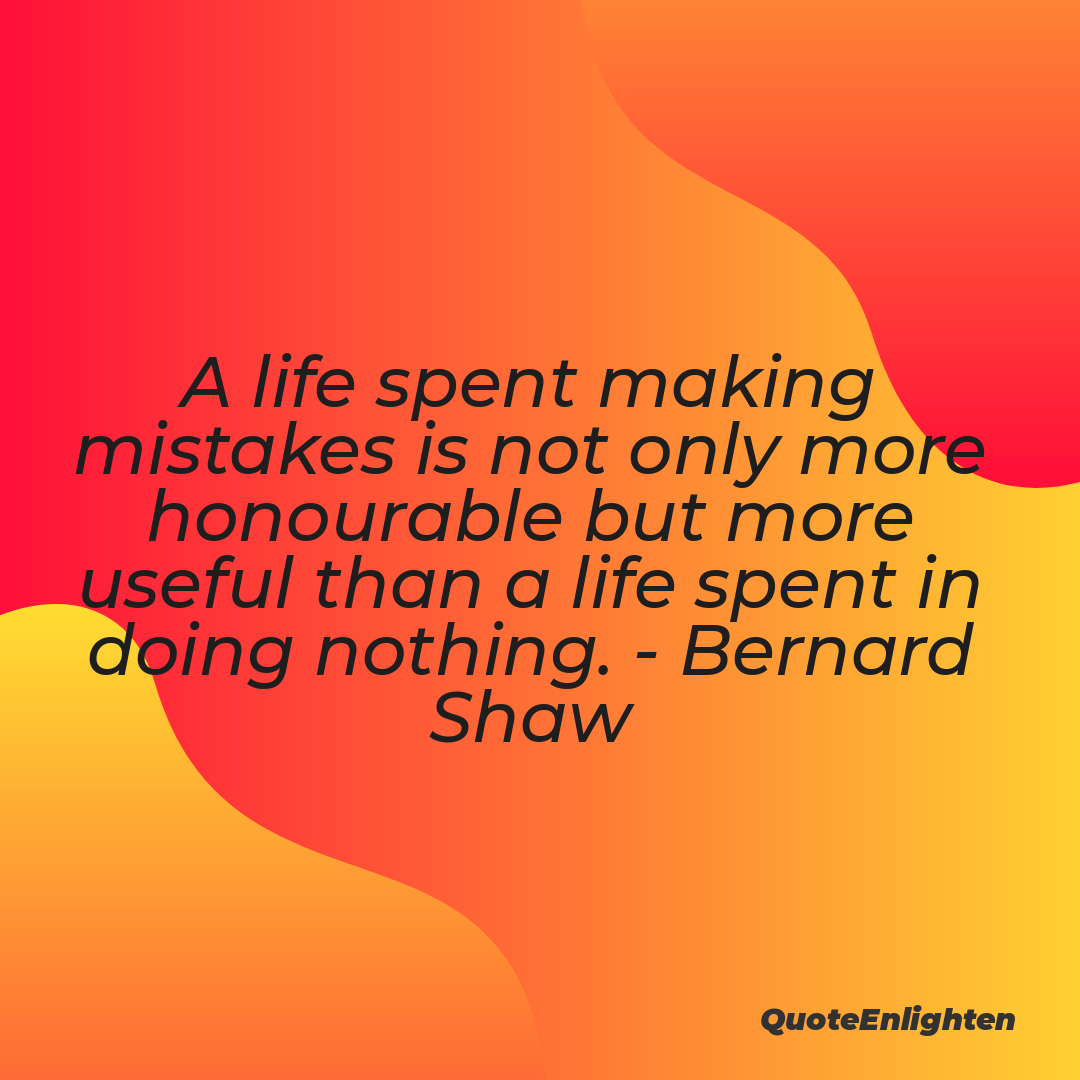 A life spent making
mistakes is not only more
honourable but more
useful than a life spent in
doing nothing. - Bernard
Shaw
QuoteEnlighten